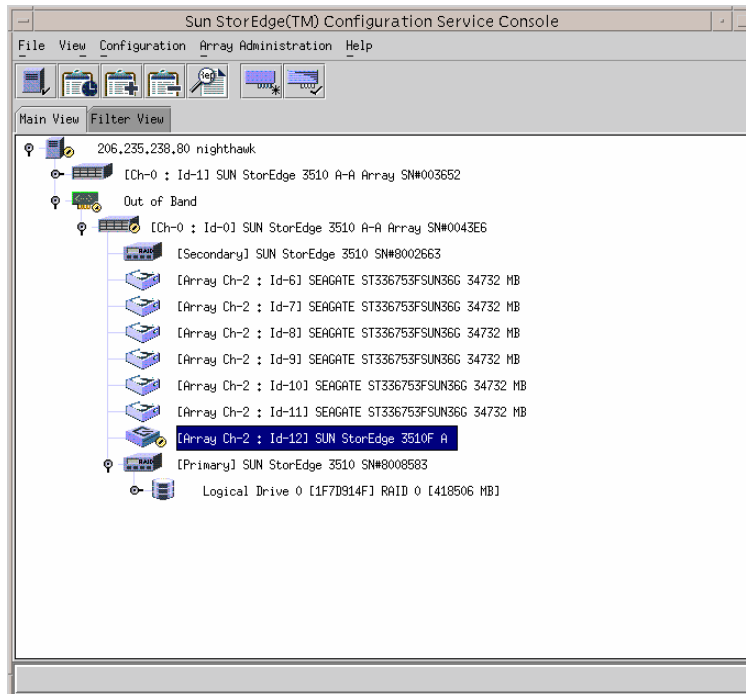 Sun StorEdge(TM) Configuration Service Console
File View Configuration Array Administration Help
Rep
Main View Filter View
206.235.238.80 nighthawk
[Ch-0 : Id-1] SUN StorEdge 3510 A-A Array SN#003652
Out of Band
[Ch-0 : Id-0] SUN StorEdge 3510 A-A Array SN#0043E6
RAID [Secondary] SUN StorEdge 3510 SN#8002663
[Array Ch-2 : Id-6] SEAGATE ST336753FSUN36G 34732 MB
[Array Ch-2 : Id-7] SEAGATE ST336753FSUN36G 34732 MB
[Array Ch-2 : Id-8] SEAGATE ST336753FSUN36G 34732 MB
[Array Ch-2 : Id-9] SEAGATE ST336753FSUN36G 34732 MB
[Array Ch-2 : Id-10] SEAGATE ST336753FSUN36G 34732 MB
[Array Ch-2 : Id-11] SEAGATE ST336753FSUN36G 34732 MB
[Array Ch-2 : Id-12] SUN StorEdge 3510F A
RAID [Primary] SUN StorEdge 3510 SN#8008583
Logical Drive 0 [1F7D914F] RAID 0 [418506 MB]